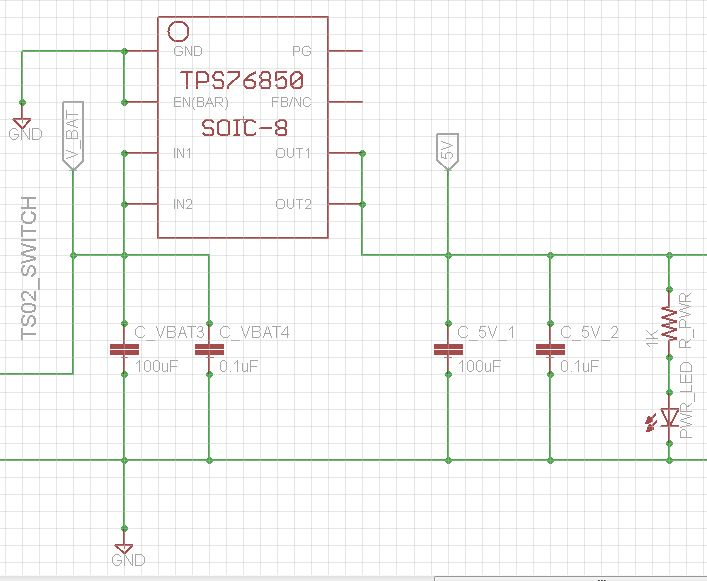 GND
PG
TPS76850
EN(BAR)
FB/NC
SOIC-8
GND
V_BAT
5V
IN1
OUT1
IN2
OUT2
TS02_SWITCH
C_VBAT3
C_VBAT4
C_5V_1
C_5V_2
1K
R_PWR
100uF
0.1uF
100uF
0.1uF
PWR_LED
GND